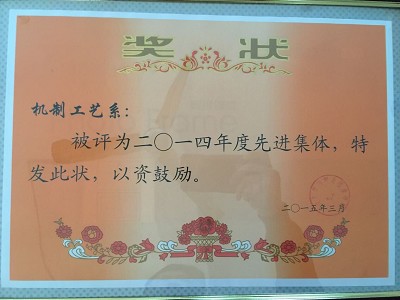 奖状
机制工艺系：
被评为二〇一四年度先进集体，特
发此状，以资鼓励。
二〇一五年三月